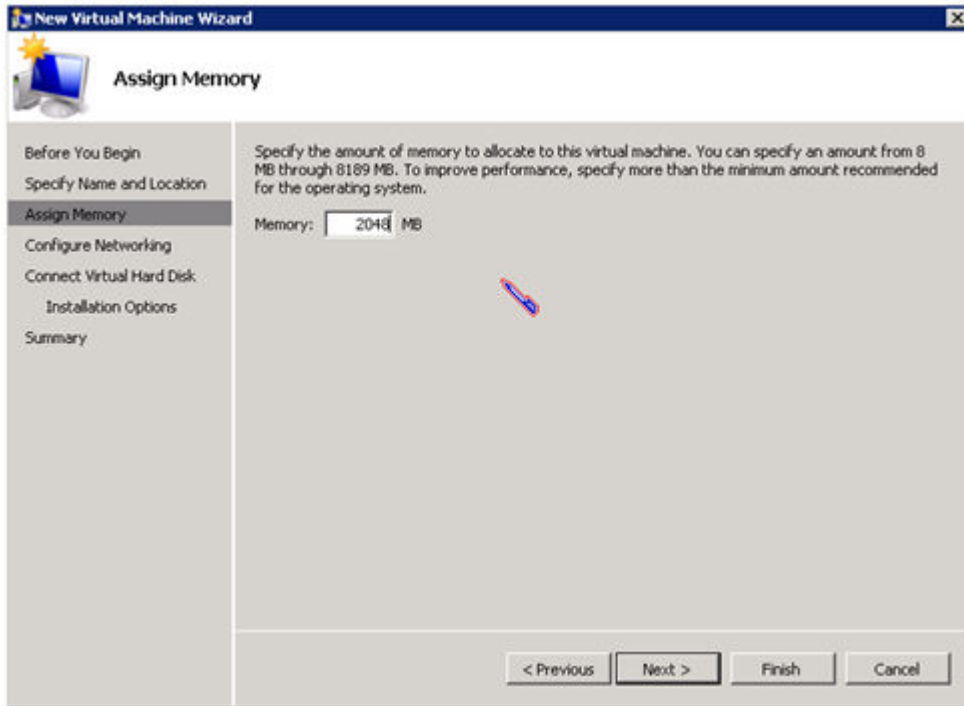 New Virtual Machine Wizard
Assign Memory
Before You Begin
Specify Name and Location
Assign Memory
Configure Networking
Connect Virtual Hard Disk
Installation Options
Summary
Specify the amount of memory to allocate to this virtual machine. You can specify an amount from 8
MB through 8189 MB. To improve performance, specify more than the minimum amount recommended
for the operating system.
Memory: 2048 MB
< Previous Next > Finish Cancel